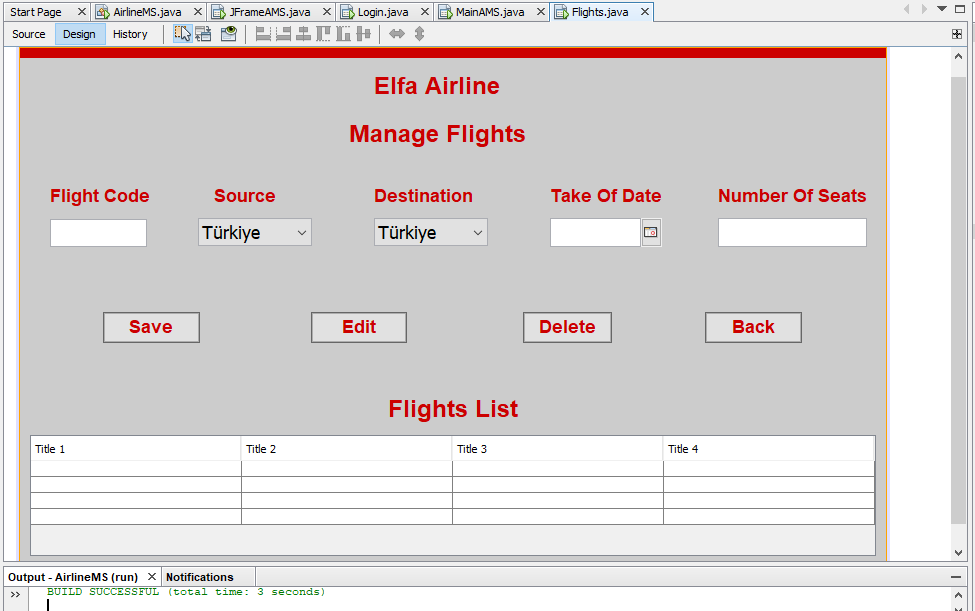 Start Page AirlineMS.java JFrameAMS.java Login.java MainAMS.java Flights.java
Source Design History
Elfa Airline
Manage Flights
Flight Code Source Destination Take Of Date Number Of Seats
Türkiye Türkiye
Save Edit Delete Back
Flights List
Title 1 Title 2 Title 3 Title 4
Output - AirlineMS (run) Notifications
BUILD SUCCESSFUL (total time: 3 seconds)